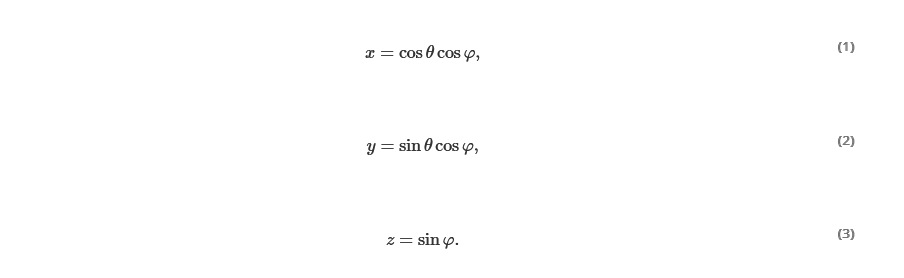 x = cos θ cos φ, (1)
y = sin θ cos φ, (2)
z = sin φ. (3)